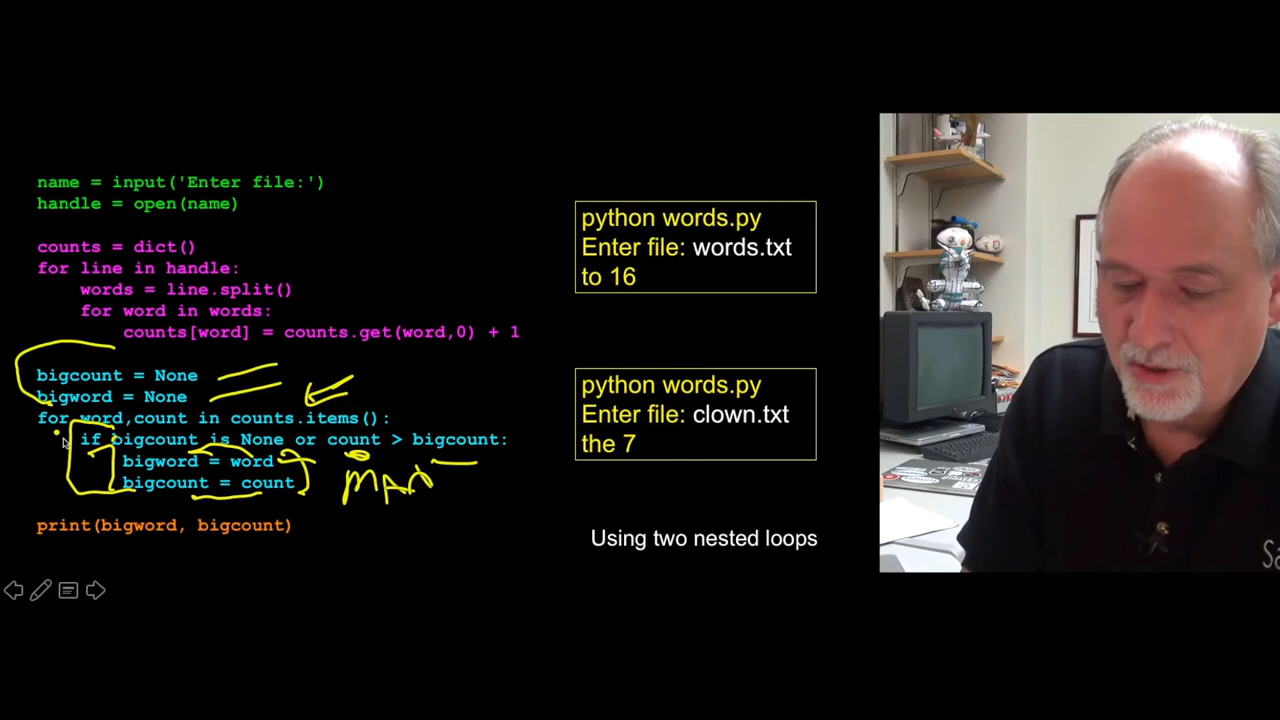 name = input('Enter file:')
handle = open(name)
counts = dict()
for line in handle:
    words = line.split()
    for word in words:
        counts[word] = counts.get(word,0) + 1
bigcount = None
bigword = None
for word,count in counts.items():
    if bigcount is None or count > bigcount:
        bigword = word
        bigcount = count
print(bigword, bigcount)
python words.py
Enter file: words.txt
to 16
python words.py
Enter file: clown.txt
the 7
Using two nested loops